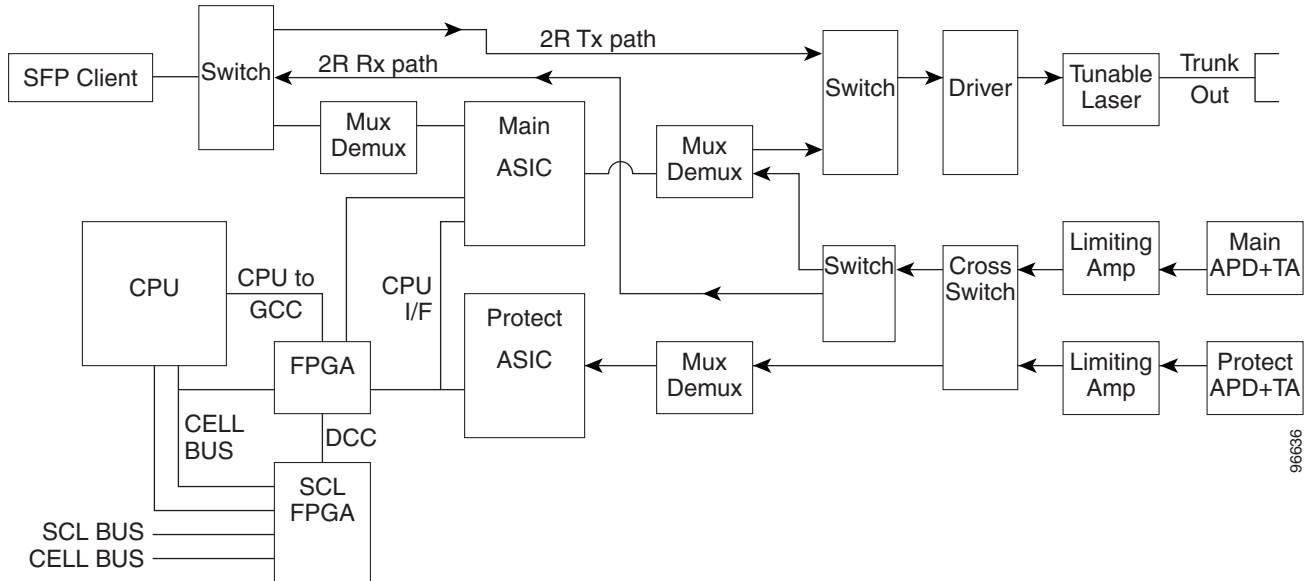 2R Tx path
2R Rx path
SFP Client
Switch
Mux
Demux
Main
ASIC
Mux
Demux
Switch
Driver
Tunable
Laser
Trunk
Out
CPU
CPU to
GCC
CPU
I/F
FPGA
Protect
ASIC
Mux
Demux
Switch
Cross
Switch
Limiting
Amp
Main
APD+TA
Limiting
Amp
Protect
APD+TA
CELL
BUS
DCC
SCL
FPGA
SCL BUS
CELL BUS
96636